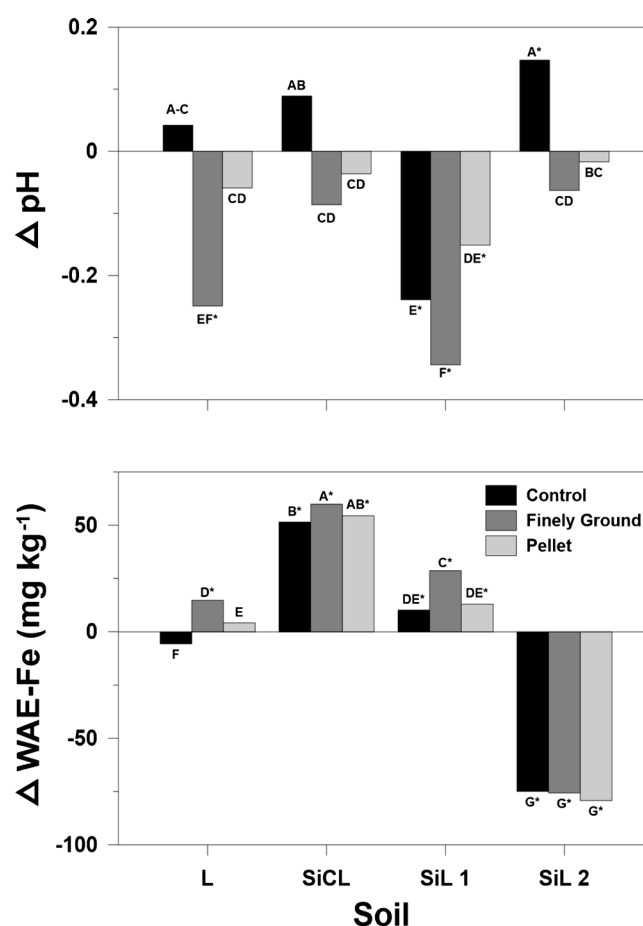 0.2
0
-0.2
-0.4
Δ pH
A-C
EF*
CD
AB
CD
CD
E*
F*
DE*
A*
CD
BC
50
0
-50
-100
Δ WAE-Fe (mg kg⁻¹)
Control
Finely Ground
Pellet
F
D*
E
B*
A*
AB*
DE*
C*
DE*
G*
G*
G*
L
SiCL
SiL 1
SiL 2
Soil